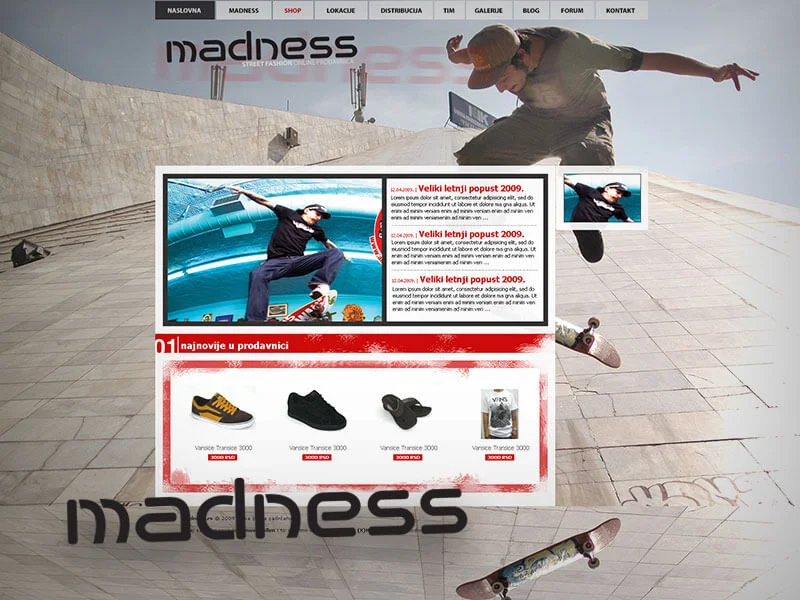 NASLOVNA
MADNESS
SHOP
LOKACIJE
DISTRIBUCIJA
TIM
GALERIJE
BLOG
FORUM
KONTAKT
madness
STREET FASHION ONLINE PRODAVNICA
12.04.2009. | Veliki letnji popust 2009.
Lorem ipsum dolor sit amet, consectetur adipisicing elit, sed do
eiusmod tempor incididunt ut labore et dolore ma gna aliqua. Ut
enim ad minim veniam enim ad minim veniam enim ad minim ven
enim ad minim veniamenim ad minim ven ...
12.04.2009. | Veliki letnji popust 2009.
Lorem ipsum dolor sit amet, consectetur adipisicing elit, sed do
eiusmod tempor incididunt ut labore et dolore ma gna aliqua. Ut
enim ad minim veniam enim ad minim veniam enim ad minim ven
enim ad minim veniamenim ad minim ven ...
12.04.2009. | Veliki letnji popust 2009.
Lorem ipsum dolor sit amet, consectetur adipisicing elit, sed do
eiusmod tempor incididunt ut labore et dolore ma gna aliqua. Ut
enim ad minim veniam enim ad minim veniam enim ad minim ven
enim ad minim veniamenim ad minim ven ...
01 najnovije u prodavnici
VANS
Vansice Transice 3000
3000 RSD
Vansice Transice 3000
3000 RSD
Vansice Transice 3000
3000 RSD
Vansice Transice 3000
3000 RSD
madness